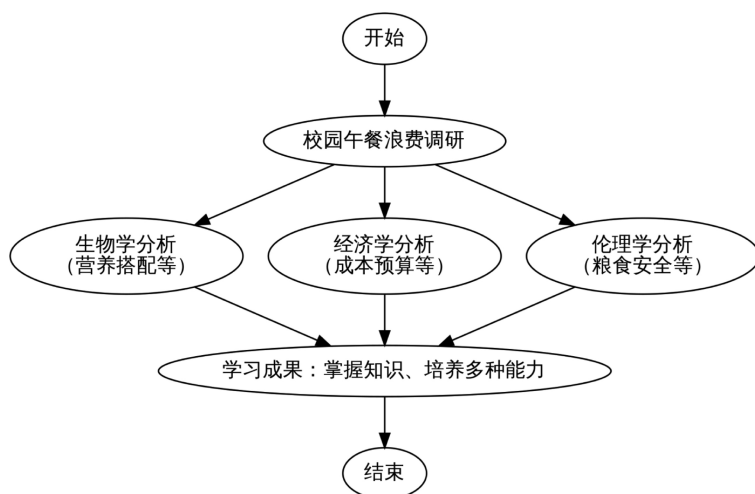 开始
校园午餐浪费调研
生物学分析
（营养搭配等）
经济学分析
（成本预算等）
伦理学分析
（粮食安全等）
学习成果：掌握知识、培养多种能力
结束